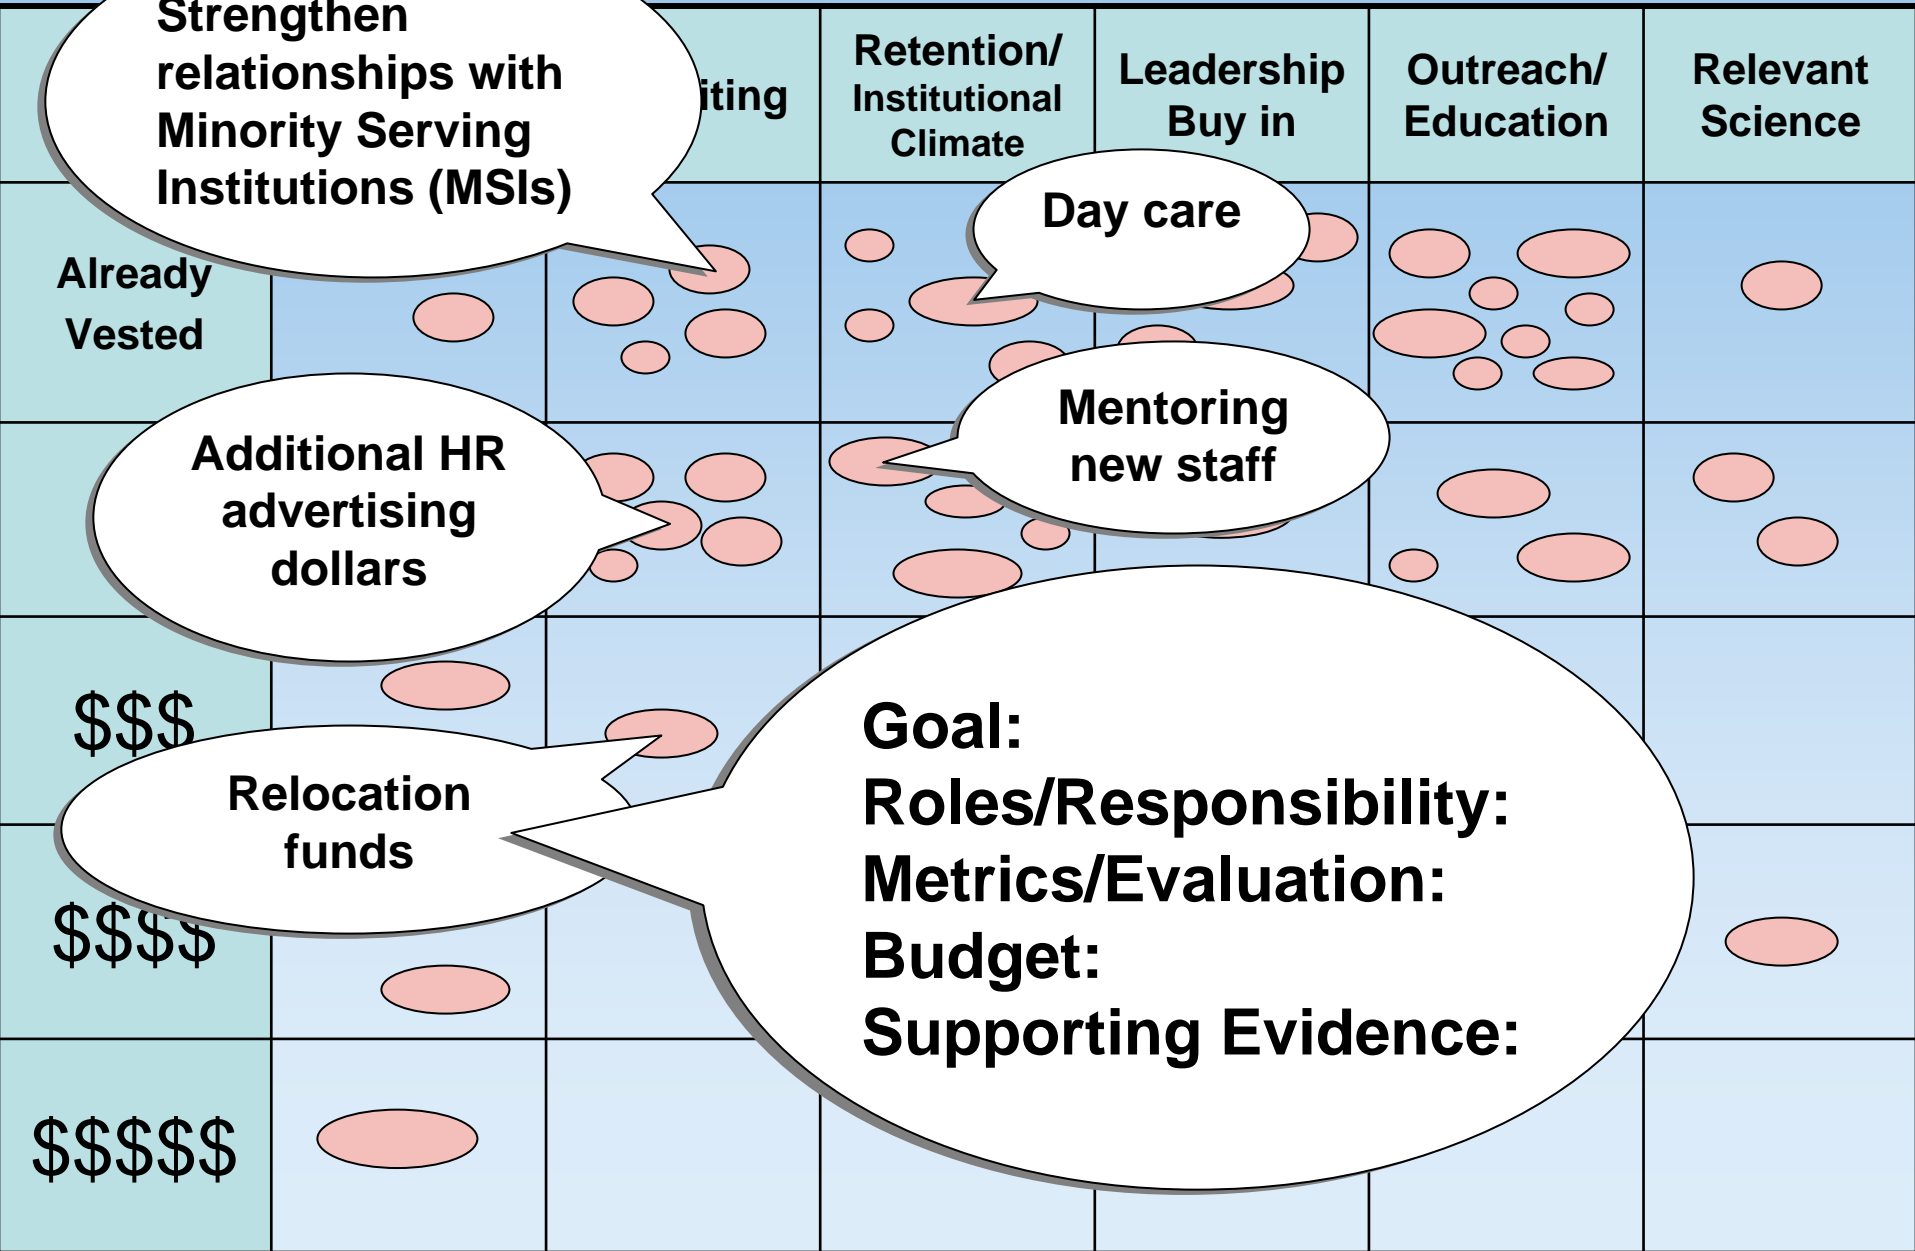 Strengthen
relationships with
Minority Serving
Institutions (MSIs)
Retention/
Institutional
Climate
Leadership
Buy in
Outreach/
Education
Relevant
Science
Day care
Already
Vested
Additional HR
advertising
dollars
Mentoring
new staff
$$$
Relocation
funds
Goal:
Roles/Responsibility:
Metrics/Evaluation:
Budget:
Supporting Evidence:
$$$$
$$$$$